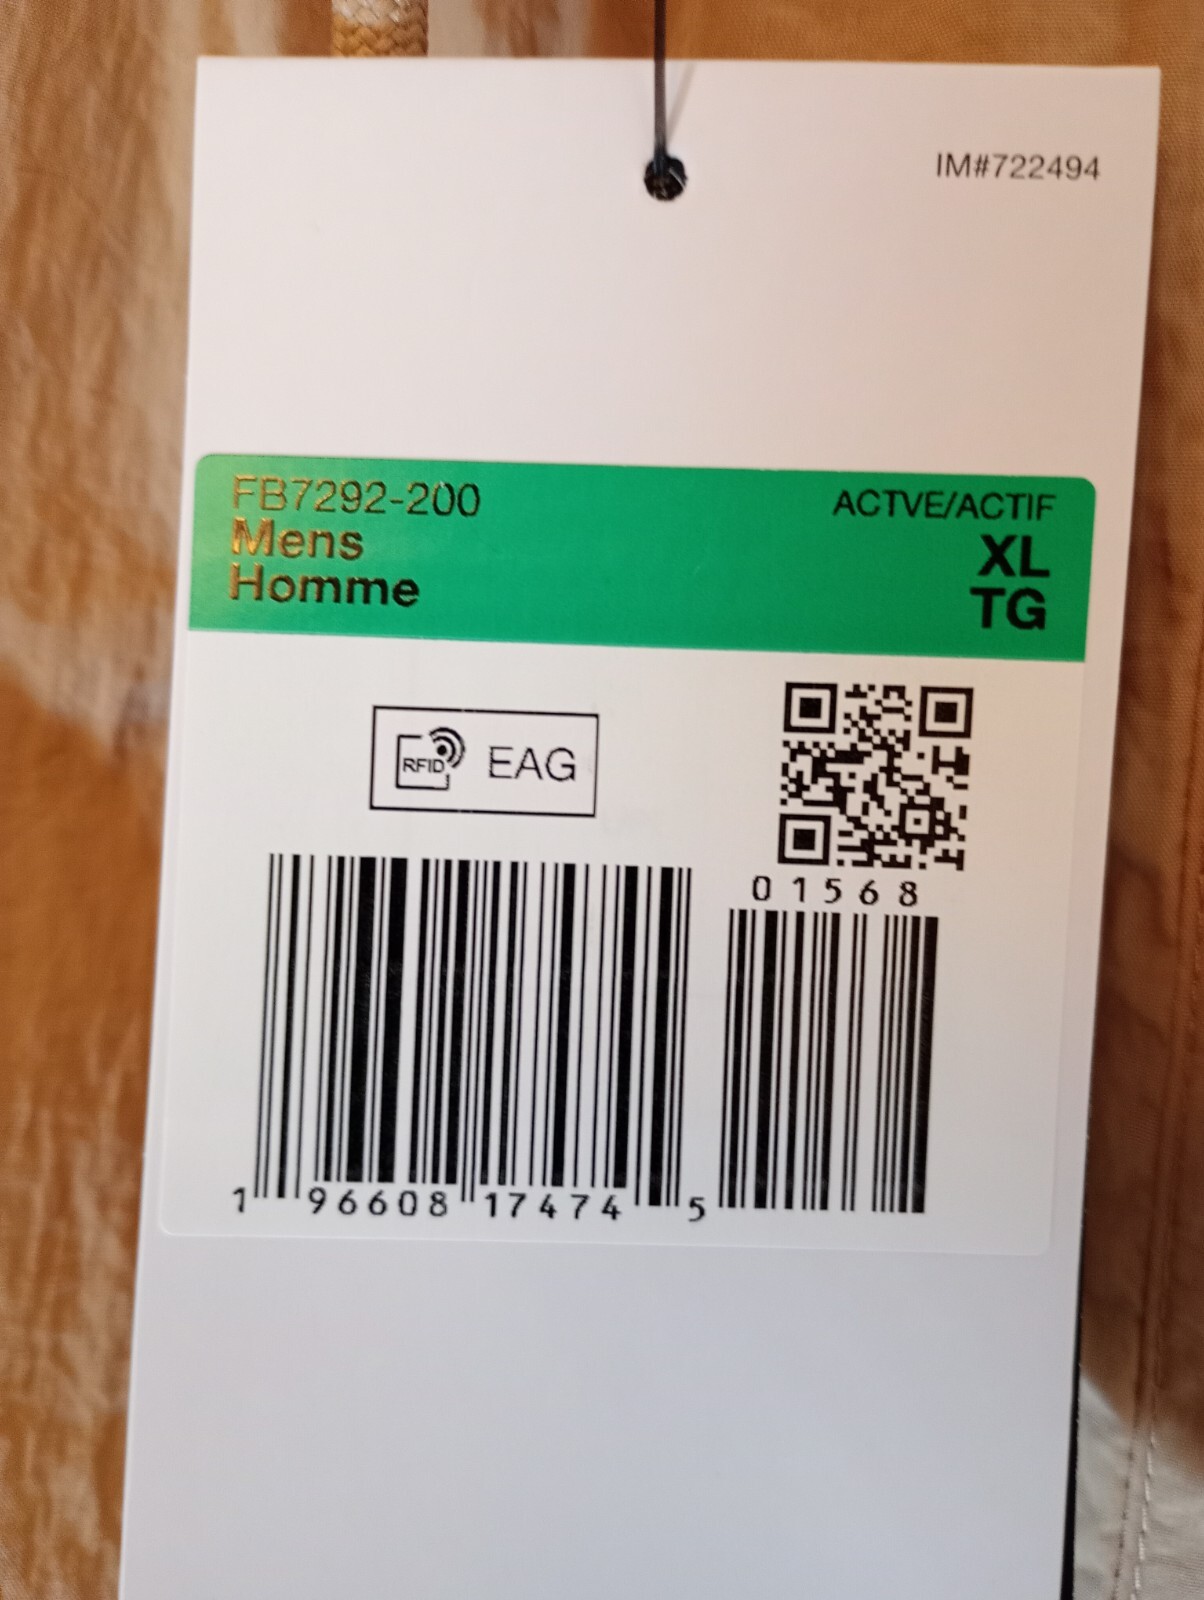 IM#722494
FB7292-200
Mens
Homme
ACTVE/ACTIF
XL
TG
RFID EAG
01568
1 96608 17474 5